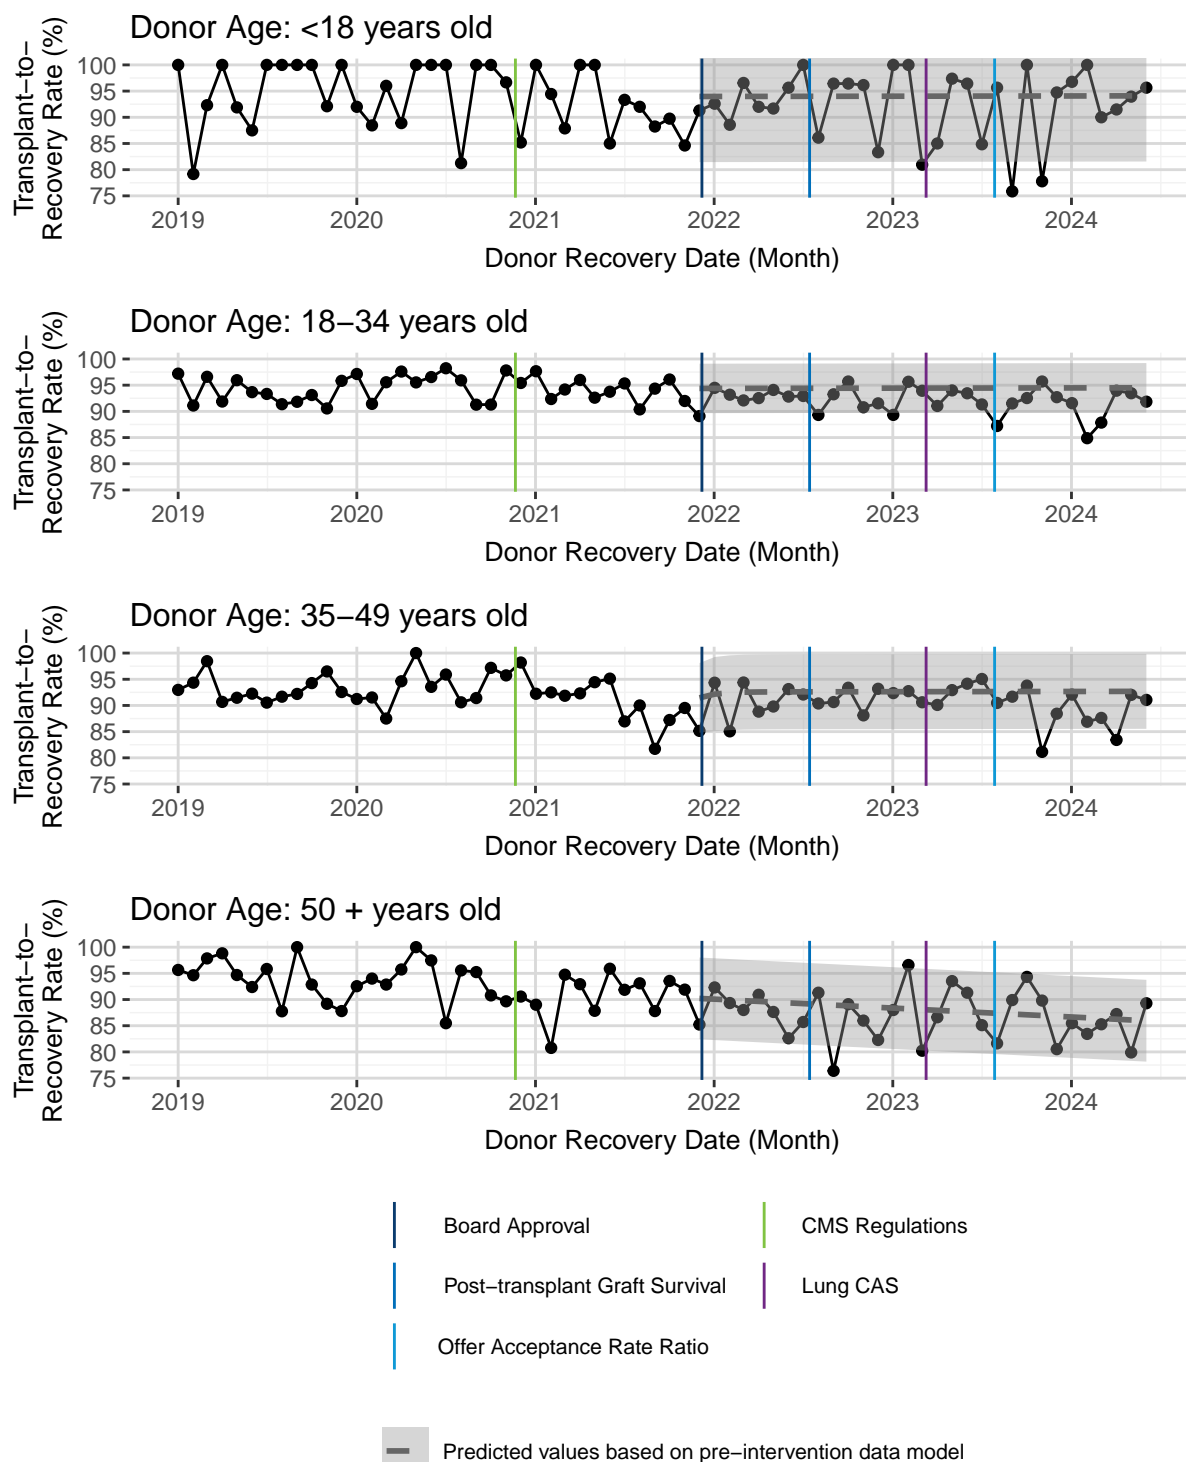 Donor Age: <18 years old
Transplant−to−
Recovery Rate (%)
100
95
90
85
80
75
2019 2020 2021 2022 2023 2024
Donor Recovery Date (Month)
Donor Age: 18−34 years old
Transplant−to−
Recovery Rate (%)
100
95
90
85
80
75
2019 2020 2021 2022 2023 2024
Donor Recovery Date (Month)
Donor Age: 35−49 years old
Transplant−to−
Recovery Rate (%)
100
95
90
85
80
75
2019 2020 2021 2022 2023 2024
Donor Recovery Date (Month)
Donor Age: 50 + years old
Transplant−to−
Recovery Rate (%)
100
95
90
85
80
75
2019 2020 2021 2022 2023 2024
Donor Recovery Date (Month)
Board Approval
CMS Regulations
Post−transplant Graft Survival
Lung CAS
Offer Acceptance Rate Ratio
Predicted values based on pre−intervention data model